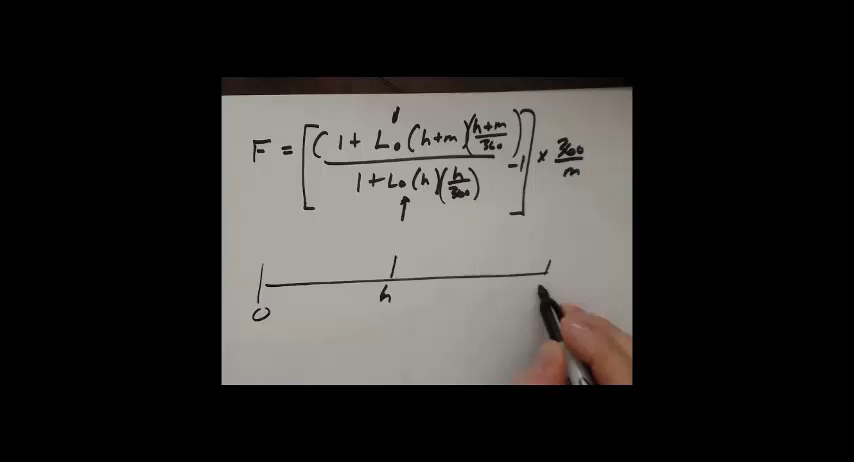 F = [ ( 1 + L₀ (h+m) ( h+m / 360 ) ) / 1 + L₀ (h) ( h / 360 ) - 1 ] × 360 / m
0 h